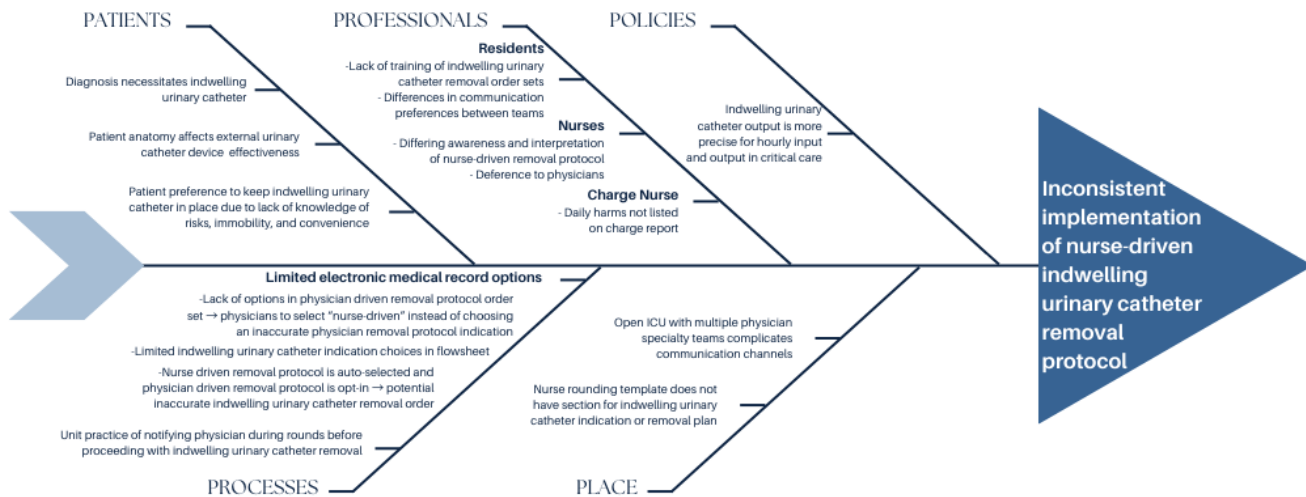 PATIENTS
Diagnosis necessitates indwelling
urinary catheter
Patient anatomy affects external urinary
catheter device effectiveness
Patient preference to keep indwelling urinary
catheter in place due to lack of knowledge of
risks, immobility, and convenience
PROFESSIONALS
Residents
-Lack of training of indwelling urinary
catheter removal order sets
- Differences in communication
preferences between teams
Nurses
- Differing awareness and interpretation
of nurse-driven removal protocol
- Deference to physicians
Charge Nurse
- Daily harms not listed
on charge report
POLICIES
Indwelling urinary
catheter output is more
precise for hourly input
and output in critical care
Limited electronic medical record options
-Lack of options in physician driven removal protocol order
set → physicians to select “nurse-driven” instead of choosing
an inaccurate physician removal protocol indication
-Limited indwelling urinary catheter indication choices in flowsheet
-Nurse driven removal protocol is auto-selected and
physician driven removal protocol is opt-in → potential
inaccurate indwelling urinary catheter removal order
Unit practice of notifying physician during rounds before
proceeding with indwelling urinary catheter removal
PROCESSES
Open ICU with multiple physician
specialty teams complicates
communication channels
Nurse rounding template does not
have section for indwelling urinary
catheter indication or removal plan
PLACE
Inconsistent
implementation
of nurse-driven
indwelling
urinary catheter
removal
protocol